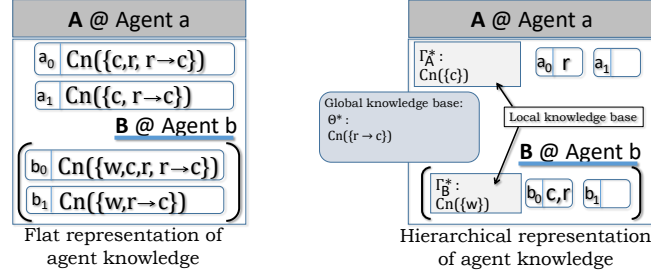 A @ Agent a
a₀ Cn({c,r, r→c})
a₁ Cn({c, r→c})
B @ Agent b
b₀ Cn({w,c,r, r→c})
b₁ Cn({w,r→c})
Flat representation of
agent knowledge
A @ Agent a
Γ*A :
Cn({c})
a₀ r
a₁
Global knowledge base:
Θ* :
Cn({r → c})
Local knowledge base
B @ Agent b
Γ*B :
Cn({w})
b₀ c,r
b₁
Hierarchical representation
of agent knowledge